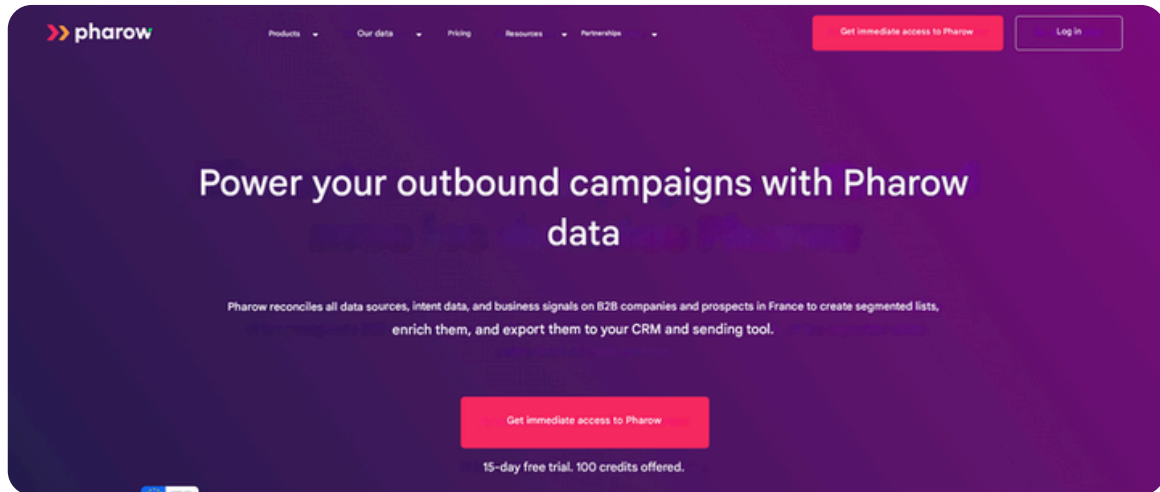 pharow
Products
Our data
Pricing
Resources
Partnerships
Get immediate access to Pharow
Log in
Power your outbound campaigns with Pharow
data
Pharow reconciles all data sources, intent data, and business signals on B2B companies and prospects in France to create segmented lists,
enrich them, and export them to your CRM and sending tool.
Get immediate access to Pharow
15-day free trial. 100 credits offered.